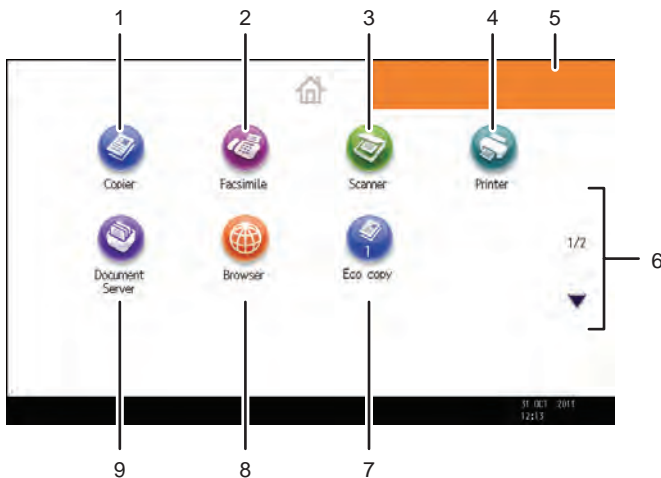 1 2 3 4 5
Copier Facsimile Scanner Printer
1/2
6
Document Server Browser Eco copy
1
31 OCT 2011
12:13
9 8 7